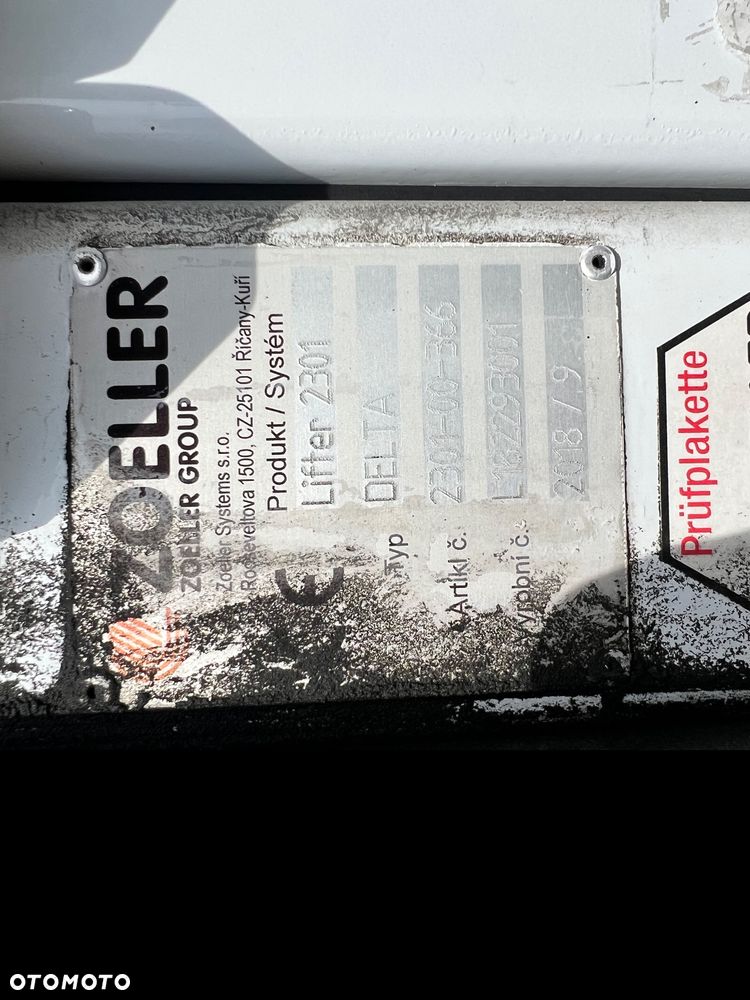 ZOELLER
ZOELLER GROUP
Zoeller Systems s.r.o.
Rooseveltova 1500, CZ-25101 Říčany-Kuří
Produkt / Systém
Lifter 2301
Typ DELTA
Artikl č. 2301-00-366
Výrobní č. L182293001
2018 / 9
Prüfplakette
OTOMOTO